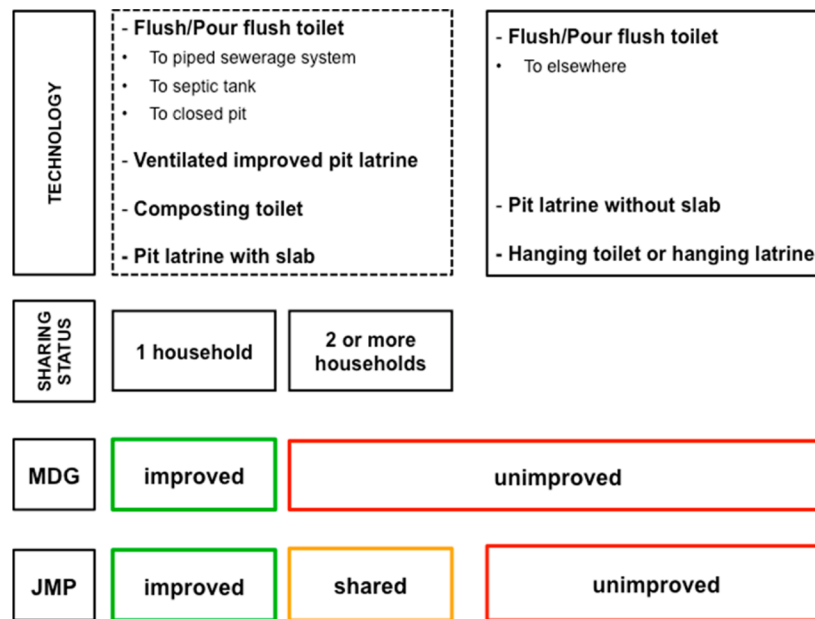 TECHNOLOGY
- Flush/Pour flush toilet
• To piped sewerage system
• To septic tank
• To closed pit
- Ventilated improved pit latrine
- Composting toilet
- Pit latrine with slab
- Flush/Pour flush toilet
• To elsewhere
- Pit latrine without slab
- Hanging toilet or hanging latrine
SHARING
STATUS
1 household
2 or more
households
MDG
improved
unimproved
JMP
improved
shared
unimproved